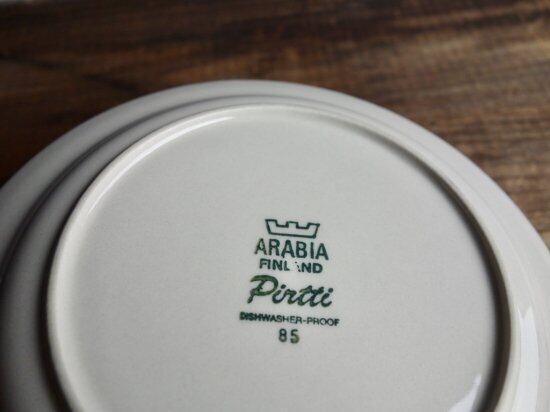 ARABIA
FINLAND
Pirtti
DISHWASHER-PROOF
85